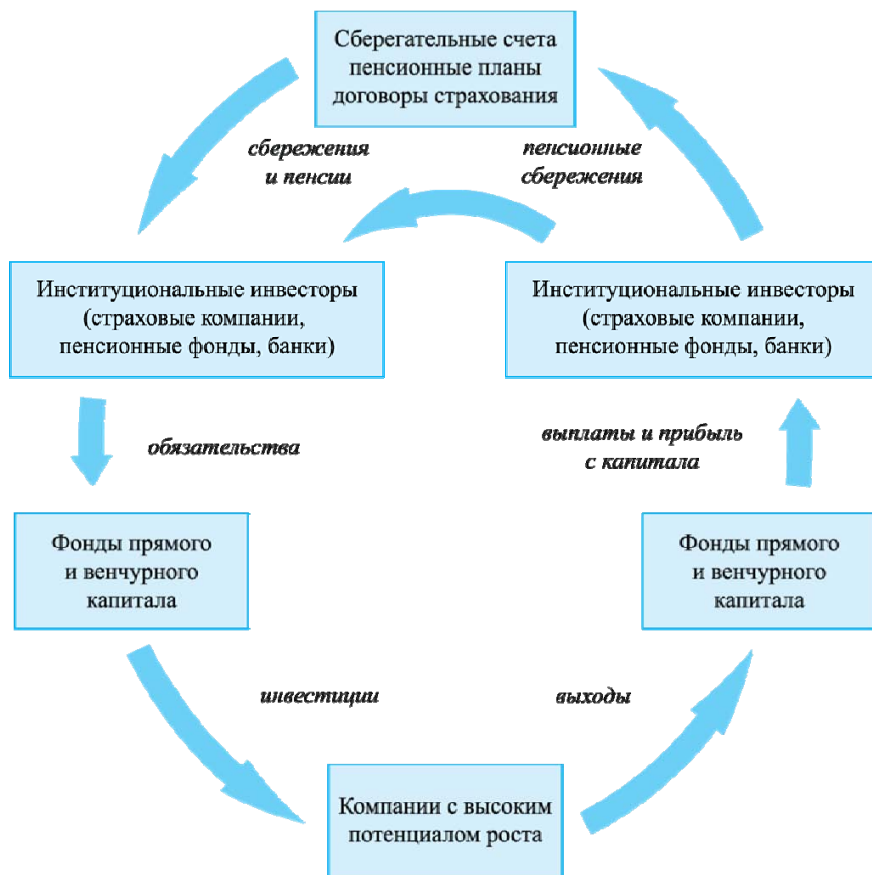 Сберегательные счета
пенсионные планы
договоры страхования
сбережения
и пенсии
пенсионные
сбережения
Институциональные инвесторы
(страховые компании,
пенсионные фонды, банки)
Институциональные инвесторы
(страховые компании,
пенсионные фонды, банки)
обязательства
выплаты и прибыль
с капитала
Фонды прямого
и венчурного
капитала
Фонды прямого
и венчурного
капитала
инвестиции
выходы
Компании с высоким
потенциалом роста